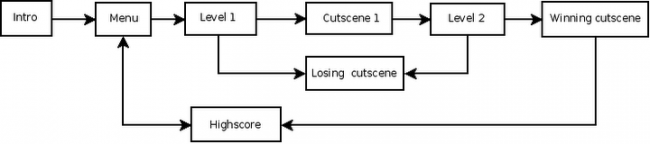 Intro
Menu
Level 1
Cutscene 1
Level 2
Winning cutscene
Losing cutscene
Highscore